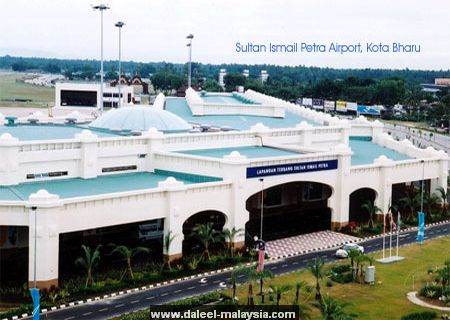 Sultan Ismail Petra Airport, Kota Bharu
LAPANGAN TERBANG SULTAN ISMAIL PETRA
www.daleel-malaysia.com